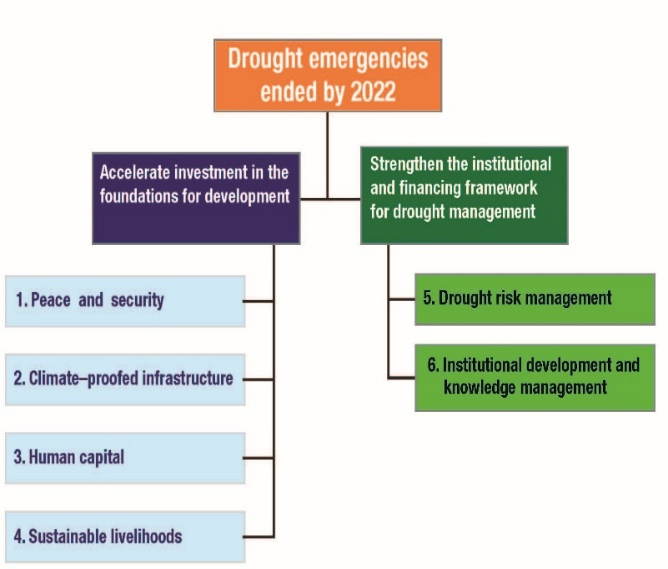 Drought emergencies
ended by 2022
Accelerate investment in the
foundations for development
Strengthen the institutional
and financing framework
for drought management
1. Peace and security
2. Climate–proofed infrastructure
3. Human capital
4. Sustainable livelihoods
5. Drought risk management
6. Institutional development and
knowledge management